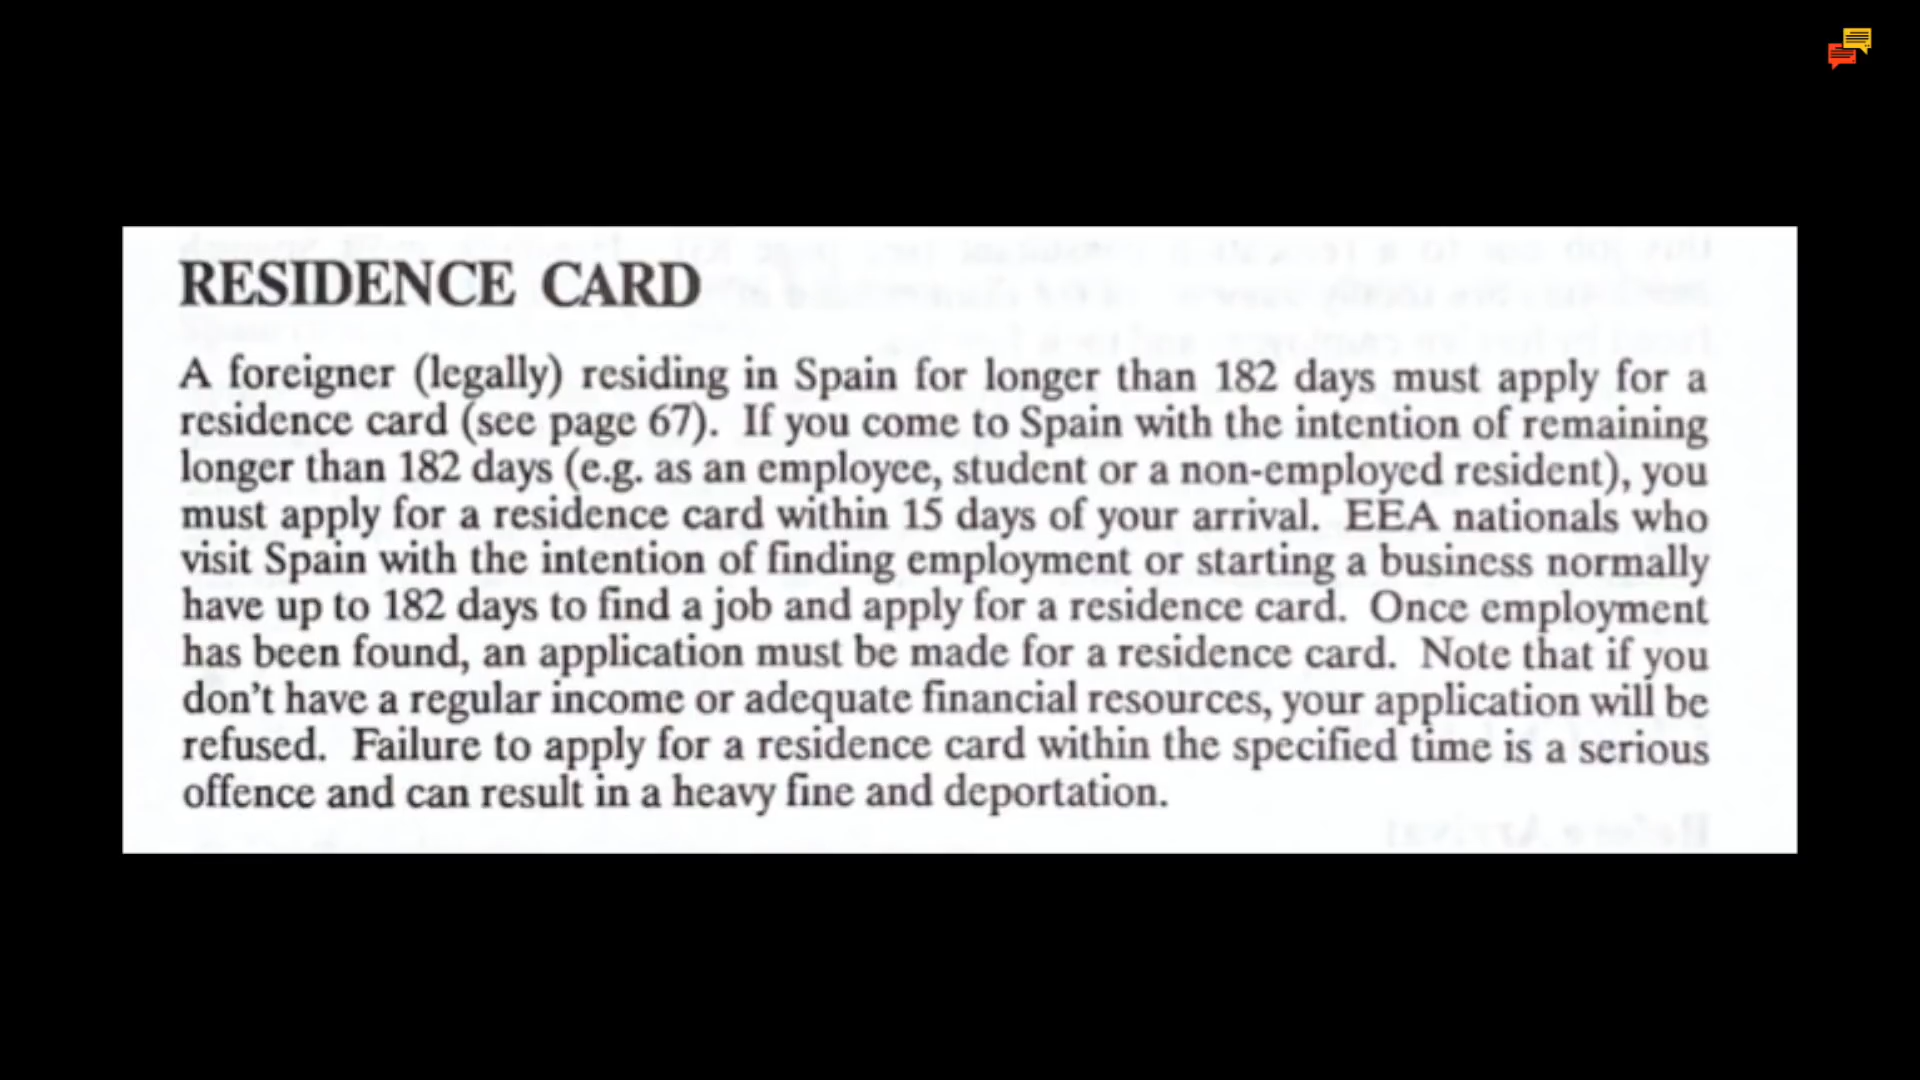 RESIDENCE CARD
A foreigner (legally) residing in Spain for longer than 182 days must apply for a
residence card (see page 67). If you come to Spain with the intention of remaining
longer than 182 days (e.g. as an employee, student or a non-employed resident), you
must apply for a residence card within 15 days of your arrival. EEA nationals who
visit Spain with the intention of finding employment or starting a business normally
have up to 182 days to find a job and apply for a residence card. Once employment
has been found, an application must be made for a residence card. Note that if you
don't have a regular income or adequate financial resources, your application will be
refused. Failure to apply for a residence card within the specified time is a serious
offence and can result in a heavy fine and deportation.